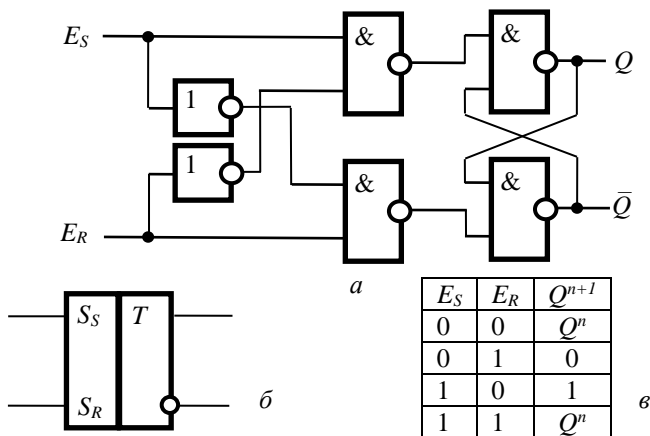 E_S
E_R
1
1
&
&
&
&
Q
Q̄
а
S_S T
S_R
б
E_S E_R Q^{n+1}
0 0 Q^n
0 1 0
1 0 1
1 1 Q^n
в